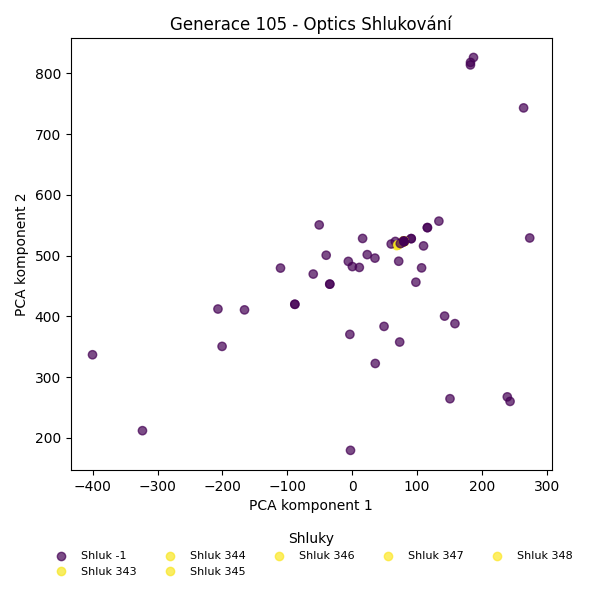 Generace 105 - Optics Shlukování
PCA komponent 2
800
700
600
500
400
300
200
−400 −300 −200 −100 0 100 200 300
PCA komponent 1
Shluky
Shluk -1 Shluk 344 Shluk 346 Shluk 347 Shluk 348
Shluk 343 Shluk 345